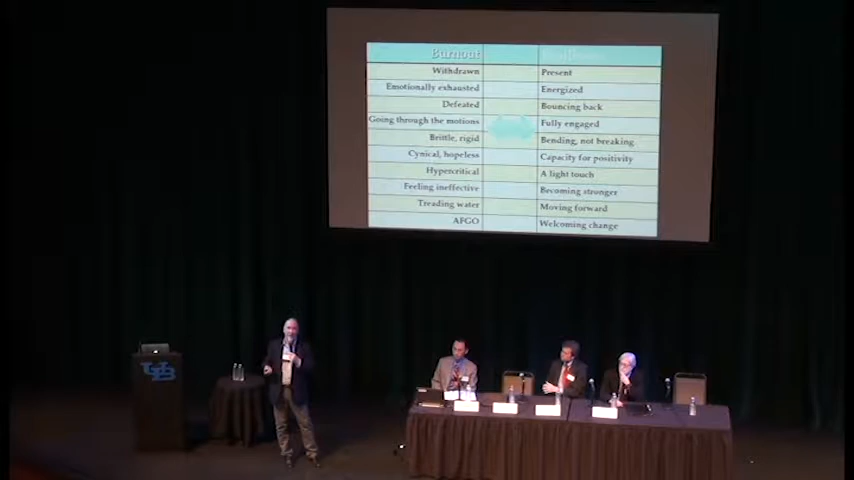 Burnout
Withdrawn Present
Emotionally exhausted Energized
Defeated Bouncing back
Going through the motions Fully engaged
Brittle, rigid Bending, not breaking
Cynical, hopeless Capacity for positivity
Hypercritical A light touch
Feeling ineffective Becoming stronger
Treading water Moving forward
AFGO Welcoming change
UB